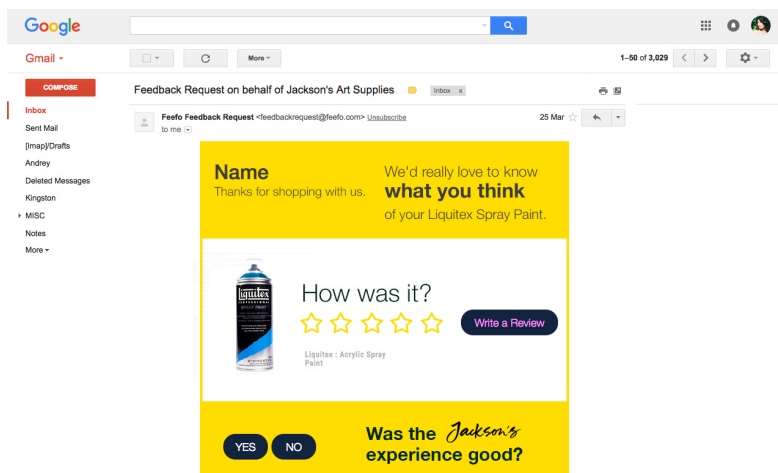 Google
Gmail
More
1–50 of 3,029
COMPOSE
Feedback Request on behalf of Jackson's Art Supplies
Inbox x
Inbox
Sent Mail
[Imap]/Drafts
Andrey
Deleted Messages
Kingston
MISC
Notes
More
Feefo Feedback Request <feedbackrequest@feefo.com> Unsubscribe
25 Mar
to me
Name
Thanks for shopping with us.
We'd really love to know
what you think
of your Liquitex Spray Paint.
Liquitex
PROFESSIONAL
SPRAY PAINT
How was it?
Write a Review
Liquitex : Acrylic Spray
Paint
YES
NO
Was the Jackson's
experience good?